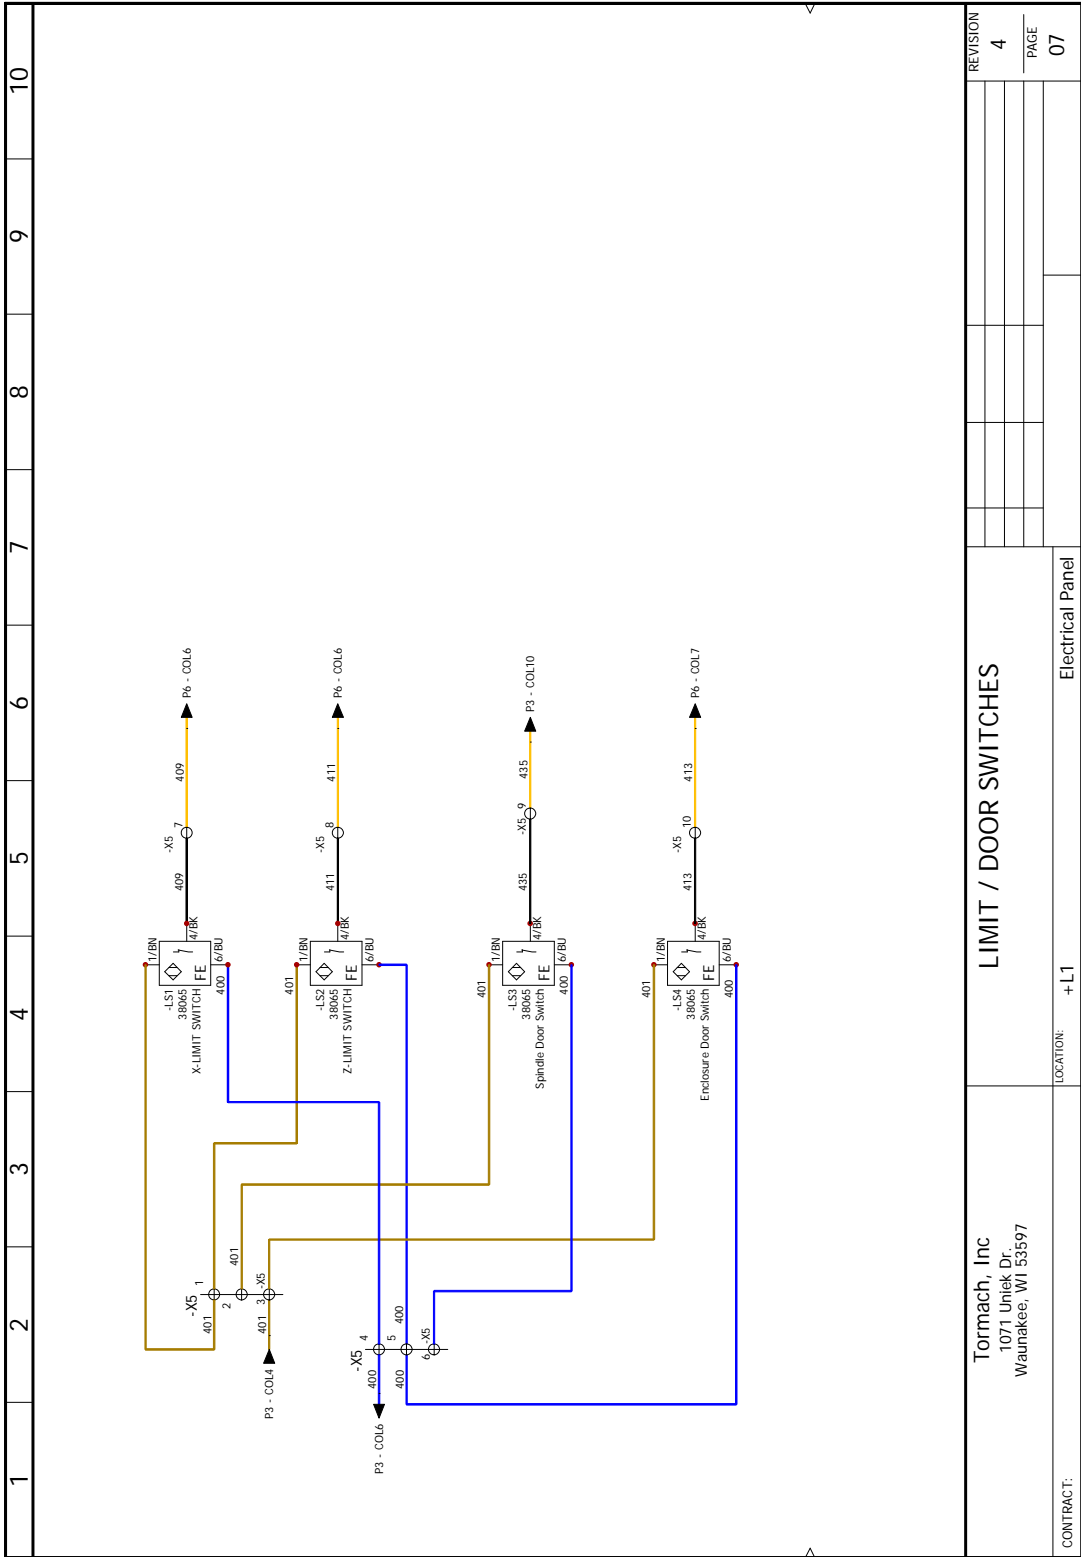 1 2 3 4 5 6 7 8 9 10
-LS1
38065
X-LIMIT SWITCH
1/BN
4/BK
6/BU
FE
400
409
-X5
7
409
P6 - COL6
-LS2
38065
Z-LIMIT SWITCH
401
1/BN
4/BK
6/BU
FE
411
-X5
8
411
P6 - COL6
-LS3
38065
Spindle Door Switch
401
1/BN
4/BK
6/BU
FE
400
435
-X5
9
435
P3 - COL10
-LS4
38065
Enclosure Door Switch
401
1/BN
4/BK
6/BU
FE
400
413
-X5
10
413
P6 - COL7
-X5
1
401
2
401
3
-X5
401
P3 - COL4
-X5
4
400
5
400
400
6
-X5
P3 - COL6
Tormach, Inc
1071 Uniek Dr.
Waunakee, WI 53597
CONTRACT:
LIMIT / DOOR SWITCHES
LOCATION:
+L1
Electrical Panel
REVISION
4
PAGE
07